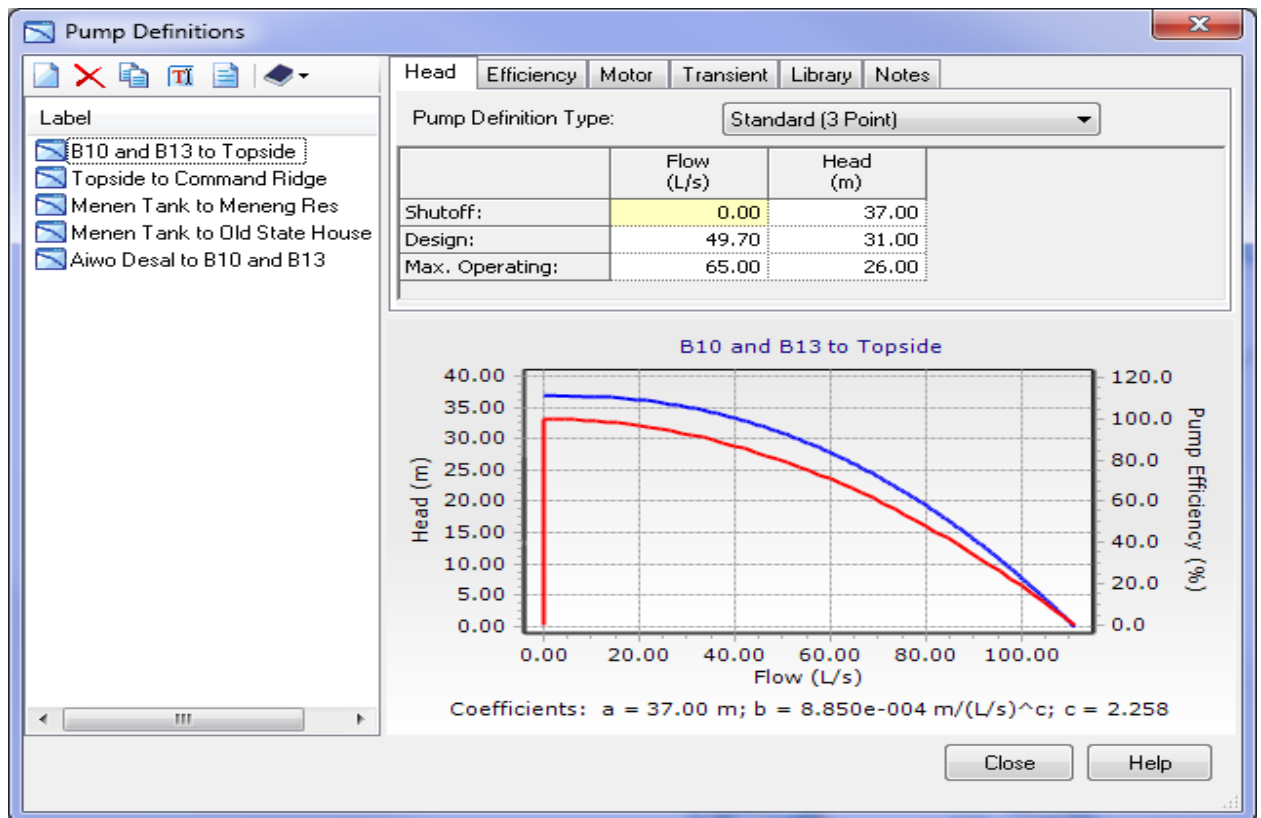 Pump Definitions
Label
B10 and B13 to Topside
Topside to Command Ridge
Menen Tank to Meneng Res
Menen Tank to Old State House
Aiwo Desal to B10 and B13
Head Efficiency Motor Transient Library Notes
Pump Definition Type: Standard (3 Point)
Flow (L/s) Head (m)
Shutoff: 0.00 37.00
Design: 49.70 31.00
Max. Operating: 65.00 26.00
B10 and B13 to Topside
40.00
35.00
30.00
25.00
20.00
15.00
10.00
5.00
0.00
Head (m)
120.0
100.0
80.0
60.0
40.0
20.0
0.0
Pump Efficiency (%)
0.00 20.00 40.00 60.00 80.00 100.00
Flow (L/s)
Coefficients: a = 37.00 m; b = 8.850e-004 m/(L/s)^c; c = 2.258
Close Help